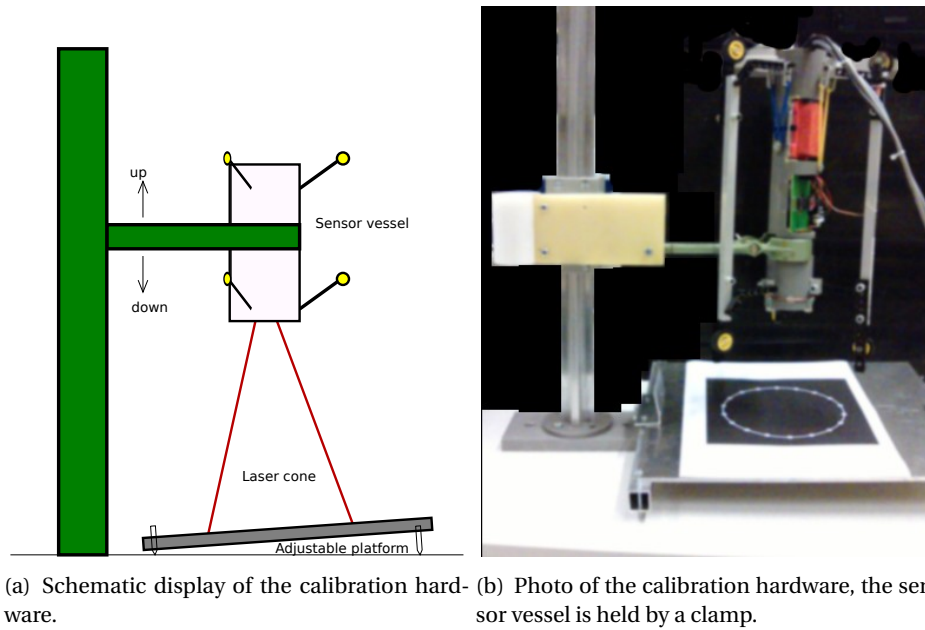 up
Sensor vessel
down
Laser cone
Adjustable platform
(a) Schematic display of the calibration hard-
ware.
(b) Photo of the calibration hardware, the sen
sor vessel is held by a clamp.